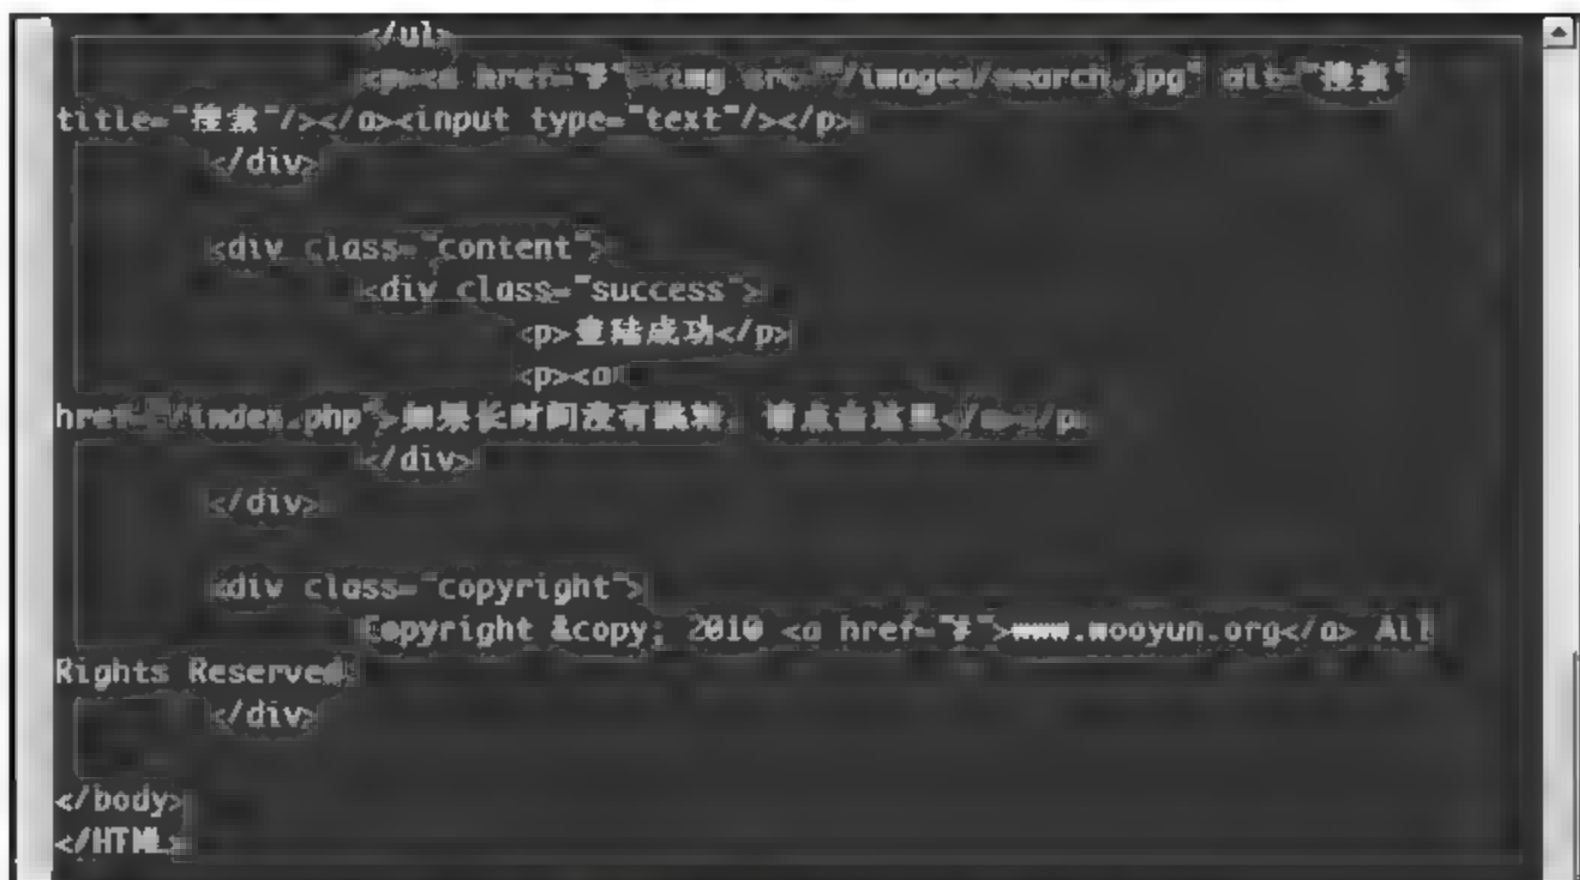 </ul>
<p><a href="#"><img src="/images/search.jpg" alt="搜索"
title="搜索"/></a><input type="text"/></p>
</div>
<div class="content">
<div class="success">
<p>登陆成功</p>
<p><a
href="/index.php">如果长时间没有跳转，请点击这里</a></p>
</div>
</div>
<div class="copyright">
Copyright &copy; 2010 <a href="#">www.wooyun.org</a> All
Rights Reserved
</div>
</body>
</HTML>